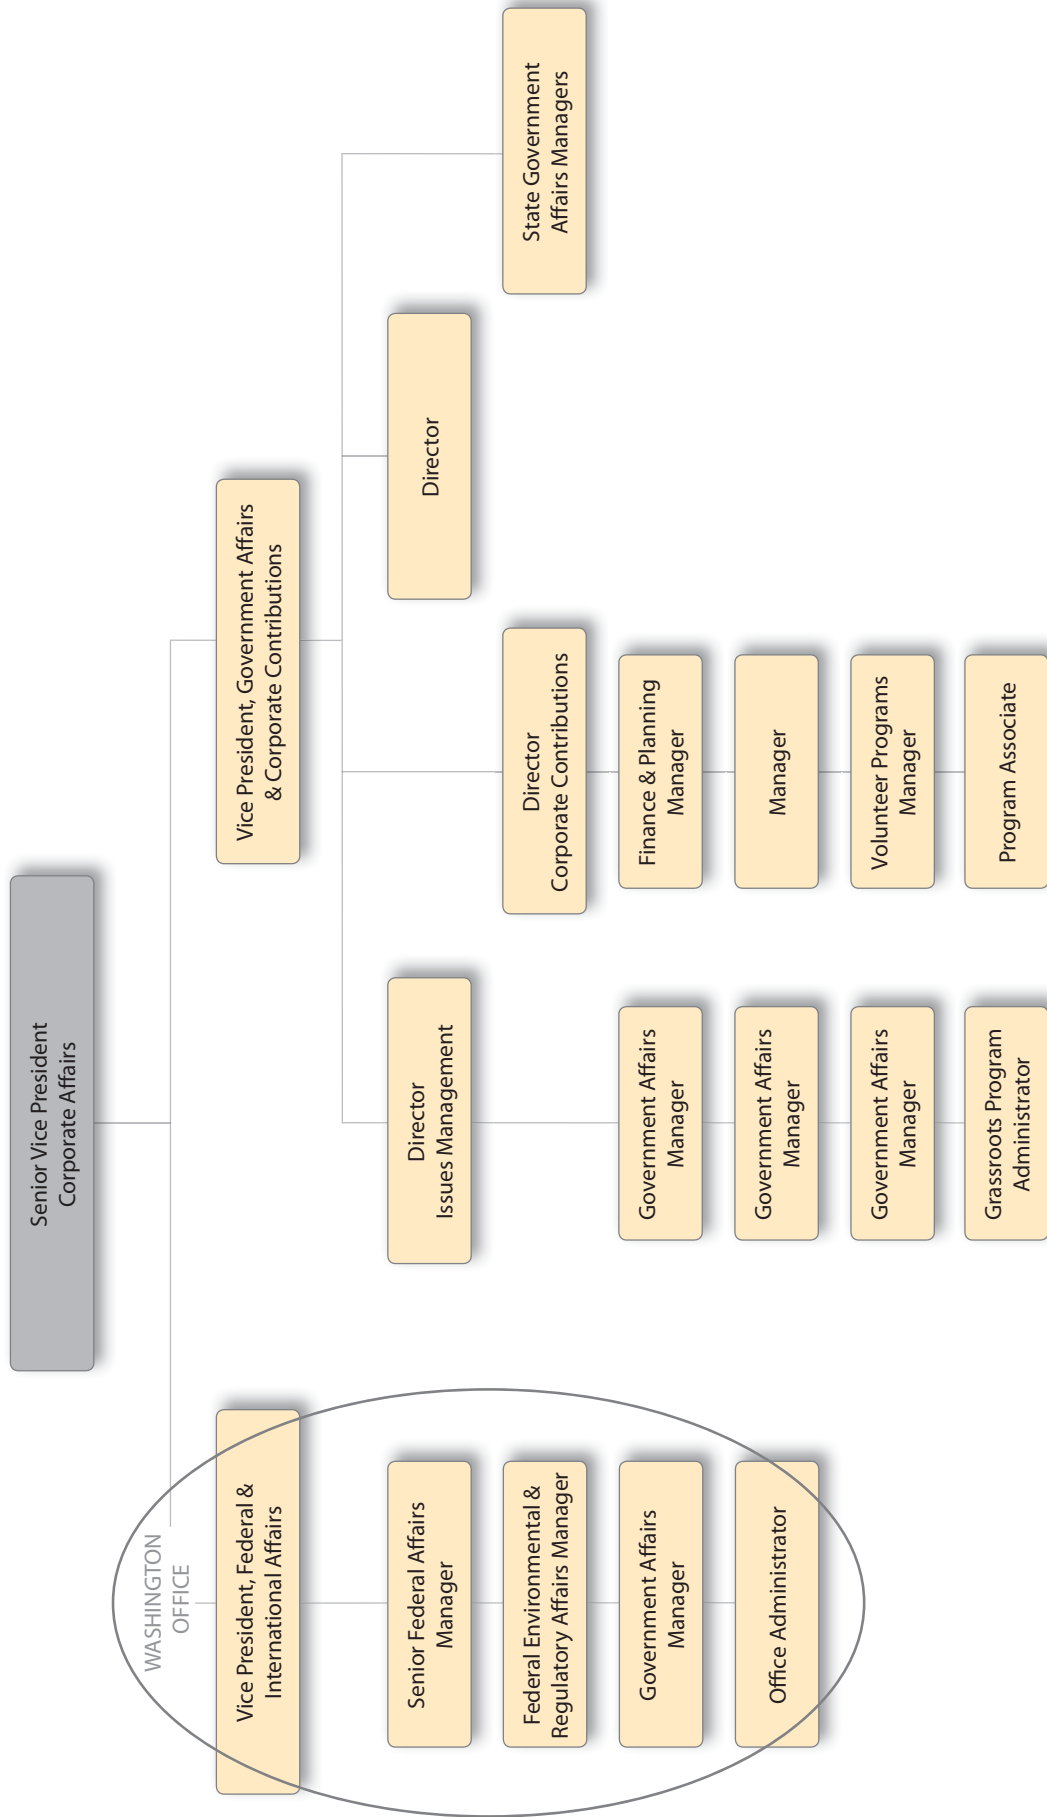 Senior Vice President
Corporate Affairs
WASHINGTON
OFFICE
Vice President, Federal &
International Affairs
Senior Federal Affairs
Manager
Federal Environmental &
Regulatory Affairs Manager
Government Affairs
Manager
Office Administrator
Vice President, Government Affairs
& Corporate Contributions
Director
Issues Management
Government Affairs
Manager
Government Affairs
Manager
Government Affairs
Manager
Grassroots Program
Administrator
Director
Corporate Contributions
Finance & Planning
Manager
Manager
Volunteer Programs
Manager
Program Associate
Director
State Government
Affairs Managers